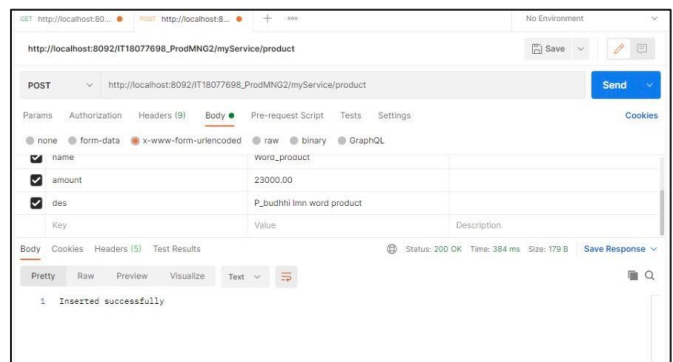 GET http://localhost:80... POST http://localhost:8... + ooo No Environment
http://localhost:8092/IT18077698_ProdMNG2/myService/product Save
POST http://localhost:8092/IT18077698_ProdMNG2/myService/product Send
Params Authorization Headers (9) Body Pre-request Script Tests Settings Cookies
none form-data x-www-form-urlencoded raw binary GraphQL
name Word_product
amount 23000.00
des P_budhhi lmn word product
Key Value Description
Body Cookies Headers (5) Test Results Status: 200 OK Time: 384 ms Size: 179 B Save Response
Pretty Raw Preview Visualize Text
1 Inserted successfully